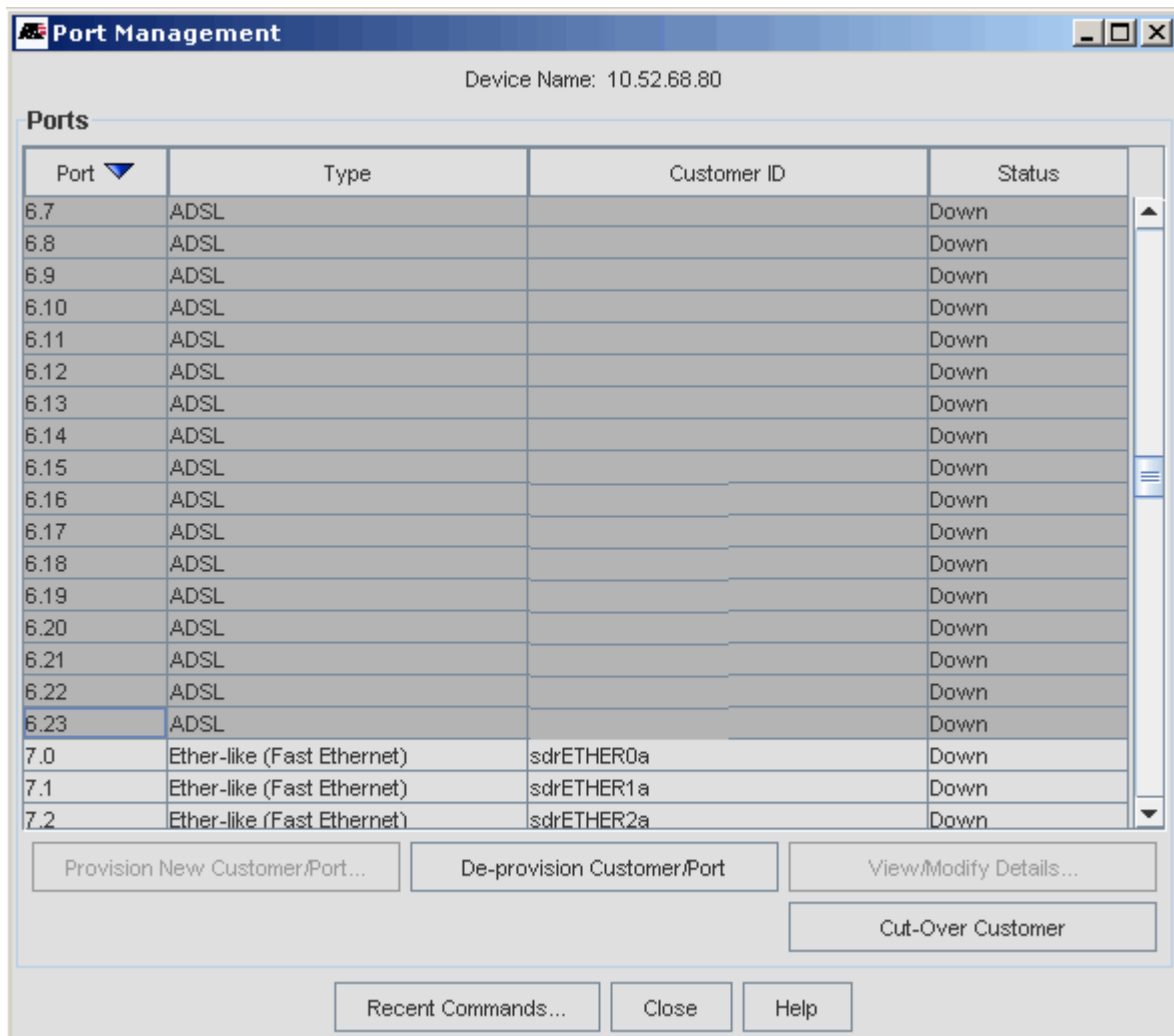 Port Management
Device Name: 10.52.68.80
Ports
Port Type Customer ID Status
6.7 ADSL Down
6.8 ADSL Down
6.9 ADSL Down
6.10 ADSL Down
6.11 ADSL Down
6.12 ADSL Down
6.13 ADSL Down
6.14 ADSL Down
6.15 ADSL Down
6.16 ADSL Down
6.17 ADSL Down
6.18 ADSL Down
6.19 ADSL Down
6.20 ADSL Down
6.21 ADSL Down
6.22 ADSL Down
6.23 ADSL Down
7.0 Ether-like (Fast Ethernet) sdrETHER0a Down
7.1 Ether-like (Fast Ethernet) sdrETHER1a Down
7.2 Ether-like (Fast Ethernet) sdrETHER2a Down
Provision New Customer/Port... De-provision Customer/Port View/Modify Details...
Cut-Over Customer
Recent Commands... Close Help